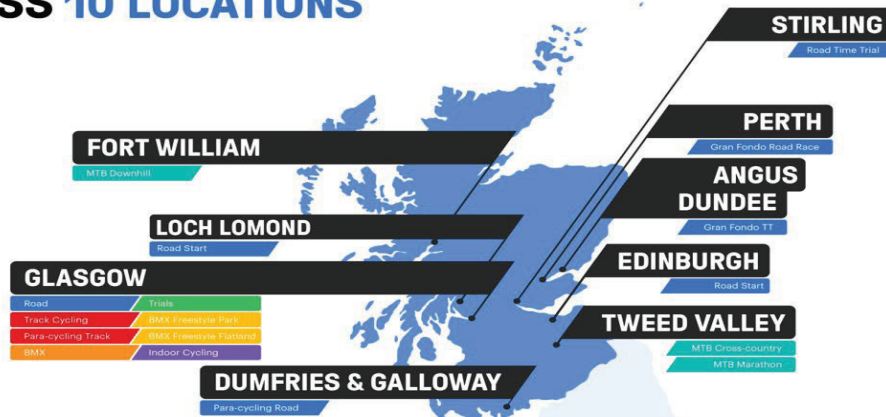 SS 10 LOCATIONS
STIRLING
Road Time Trial
PERTH
Gran Fondo Road Race
FORT WILLIAM
MTB Downhill
ANGUS
DUNDEE
Gran Fondo TT
LOCH LOMOND
Road Start
EDINBURGH
Road Start
GLASGOW
Road
Trials
Track Cycling
BMX Freestyle Park
Para-cycling Track
BMX Freestyle Flatland
BMX
Indoor Cycling
TWEED VALLEY
MTB Cross-country
MTB Marathon
DUMFRIES & GALLOWAY
Para-cycling Road